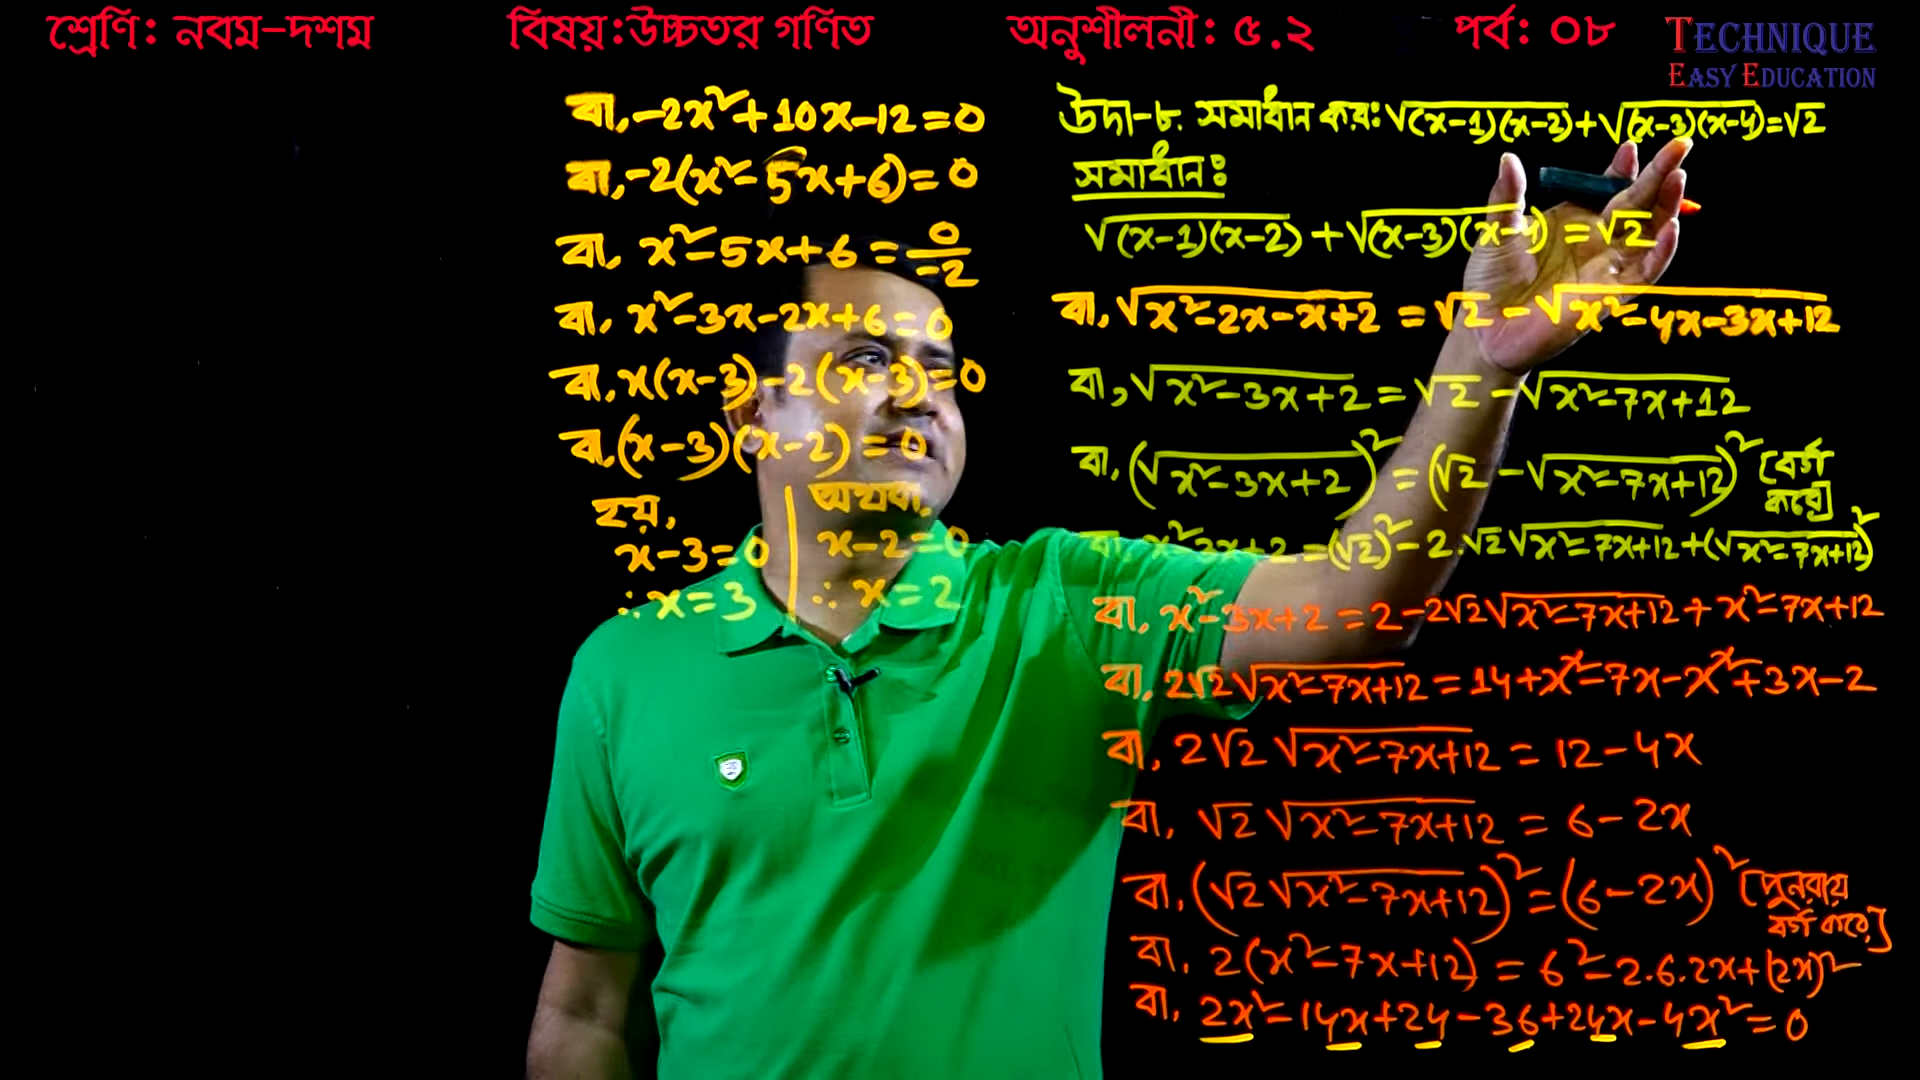 শ্রেণি: নবম-দশম বিষয়:উচ্চতর গণিত অনুশীলনী: ৫.২ পর্ব: ০৮
TECHNIQUE
EASY EDUCATION
উদা-৮. সমাধান কর: √(x-1)(x-2) + √(x-3)(x-4) = √2
সমাধান:
√(x-1)(x-2) + √(x-3)(x-4) = √2
বা, √x²-2x-x+2 = √2 - √x²-4x-3x+12
বা, √x²-3x+2 = √2 - √x²-7x+12
বা, (√x²-3x+2)² = (√2 - √x²-7x+12)² [বর্গ করে]
বা, x²-3x+2 = (√2)² - 2.√2√x²-7x+12 + (√x²-7x+12)²
বা, x²-3x+2 = 2-2√2√x²-7x+12 + x²-7x+12
বা, 2√2√x²-7x+12 = 14+x²-7x-x²+3x-2
বা, 2√2 √x²-7x+12 = 12-4x
বা, √2 √x²-7x+12 = 6-2x
বা, (√2 √x²-7x+12)² = (6-2x)² [পুনরায় বর্গ করে]
বা, 2(x²-7x+12) = 6²-2.6.2x+(2x)²
বা, 2x²-14x+24-36+24x-4x² = 0
বা, -2x²+10x-12 = 0
বা, -2(x²-5x+6) = 0
বা, x²-5x+6 = 0/-2
বা, x²-3x-2x+6 = 0
বা, x(x-3)-2(x-3) = 0
বা, (x-3)(x-2) = 0
হয়, | অথবা,
x-3=0 | x-2=0
∴ x=3 | ∴ x=2